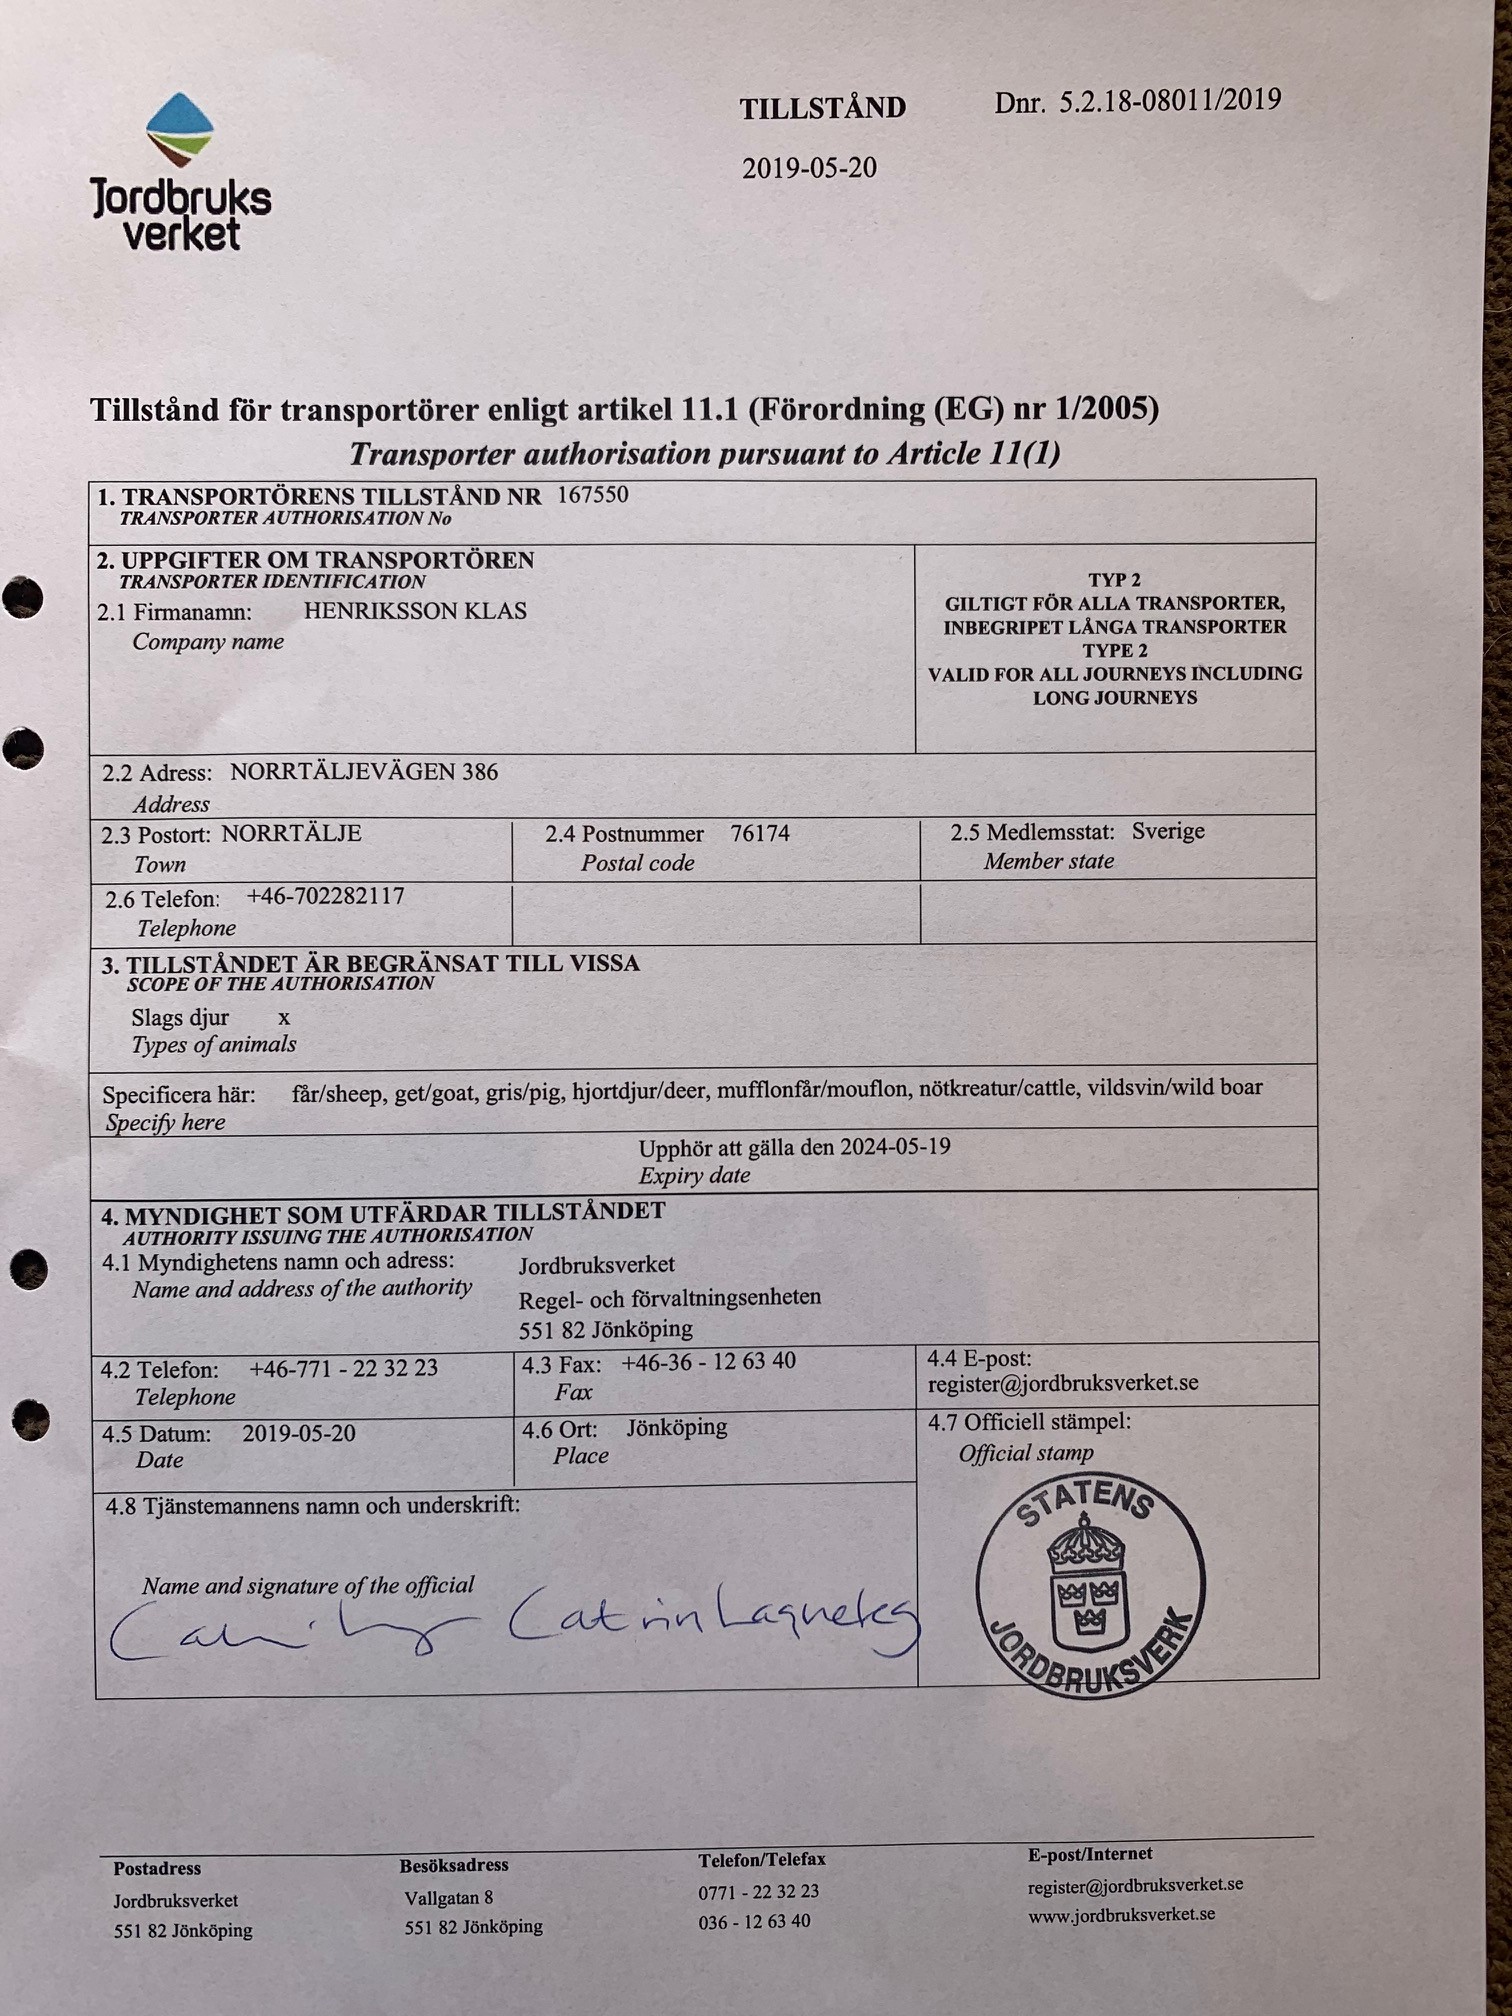 Jordbruks
verket
TILLSTÅND
Dnr. 5.2.18-08011/2019
2019-05-20
Tillstånd för transportörer enligt artikel 11.1 (Förordning (EG) nr 1/2005)
Transporter authorisation pursuant to Article 11(1)
1. TRANSPORTÖRENS TILLSTÅND NR 167550
TRANSPORTER AUTHORISATION No
2. UPPGIFTER OM TRANSPORTÖREN
TRANSPORTER IDENTIFICATION
2.1 Firmanamn: HENRIKSSON KLAS
Company name
TYP 2
GILTIGT FÖR ALLA TRANSPORTER,
INBEGRIPET LÅNGA TRANSPORTER
TYPE 2
VALID FOR ALL JOURNEYS INCLUDING
LONG JOURNEYS
2.2 Adress: NORRTÄLJEVÄGEN 386
Address
2.3 Postort: NORRTÄLJE
Town
2.4 Postnummer 76174
Postal code
2.5 Medlemsstat: Sverige
Member state
2.6 Telefon: +46-702282117
Telephone
3. TILLSTÅNDET ÄR BEGRÄNSAT TILL VISSA
SCOPE OF THE AUTHORISATION
Slags djur x
Types of animals
Specificera här: får/sheep, get/goat, gris/pig, hjortdjur/deer, mufflonfår/mouflon, nötkreatur/cattle, vildsvin/wild boar
Specify here
Upphör att gälla den 2024-05-19
Expiry date
4. MYNDIGHET SOM UTFÄRDAR TILLSTÅNDET
AUTHORITY ISSUING THE AUTHORISATION
4.1 Myndighetens namn och adress: Jordbruksverket
Name and address of the authority
Regel- och förvaltningsenheten
551 82 Jönköping
4.2 Telefon: +46-771 - 22 32 23
Telephone
4.3 Fax: +46-36 - 12 63 40
Fax
4.4 E-post:
register@jordbruksverket.se
4.5 Datum: 2019-05-20
Date
4.6 Ort: Jönköping
Place
4.7 Officiell stämpel:
Official stamp
STATENS
JORDBRUKSVERK
4.8 Tjänstemannens namn och underskrift:
Name and signature of the official
Catrin
Postadress
Jordbruksverket
551 82 Jönköping
Besöksadress
Vallgatan 8
551 82 Jönköping
Telefon/Telefax
0771 - 22 32 23
036 - 12 63 40
E-post/Internet
register@jordbruksverket.se
www.jordbruksverket.se